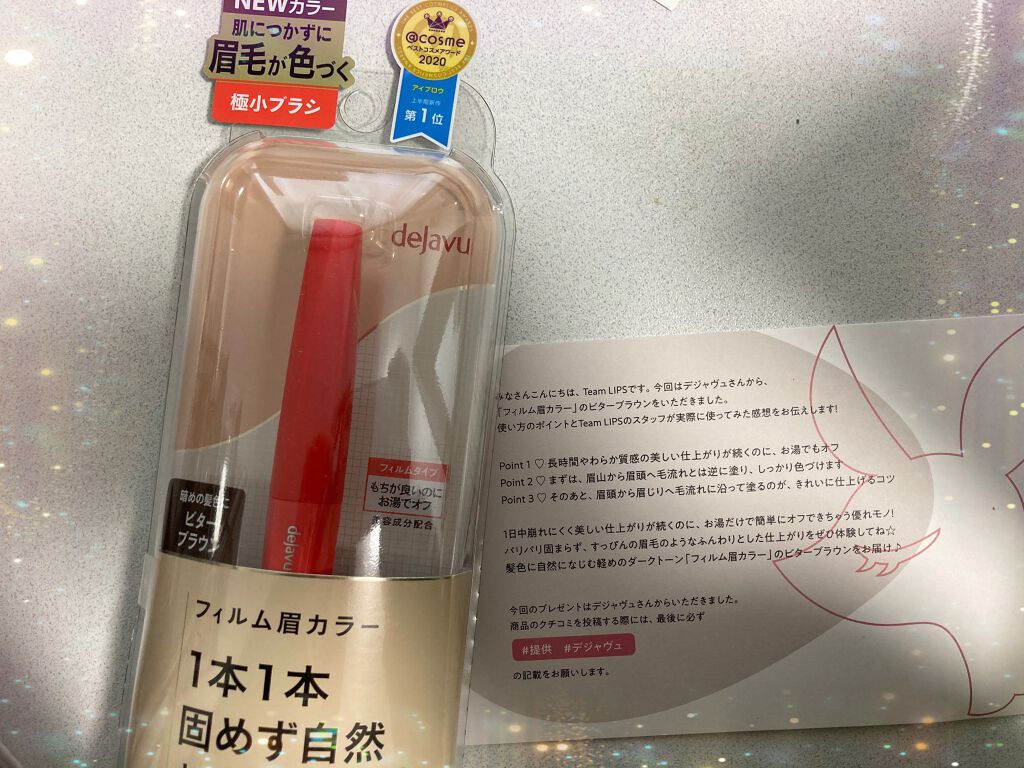 NEWカラー
肌につかずに
眉毛が色づく
極小ブラシ
@cosme
ベストコスメアワード
2020
アイブロウ
上半期新作
第1位
dejavu
フィルムタイプ
もちが良いのに
お湯でオフ
美容成分配合
暗めの髪色に
ビター
ブラウン
dejavu
フィルム眉カラー
1本1本
固めず自然
みなさんこんにちは、Team LIPSです。今回はデジャヴュさんから、
「フィルム眉カラー」のビターブラウンをいただきました。
使い方のポイントとTeam LIPSのスタッフが実際に使ってみた感想をお伝えします!
Point 1 ♡ 長時間やわらか質感の美しい仕上がりが続くのに、お湯でもオフ
Point 2 ♡ まずは、眉山から眉頭へ毛流れとは逆に塗り、しっかり色づけます
Point 3 ♡ そのあと、眉頭から眉じりへ毛流れに沿って塗るのが、きれいに仕上げるコツ
1日中崩れにくく美しい仕上がりが続くのに、お湯だけで簡単にオフできちゃう優れモノ!
パリパリ固まらず、すっぴんの眉毛のようなふんわりとした仕上がりをぜひ体験してね☆
髪色に自然になじむ軽めのダークトーン「フィルム眉カラー」のビターブラウンをお届け♪
今回のプレゼントはデジャヴュさんからいただきました。
商品のクチコミを投稿する際には、最後に必ず
#提供 #デジャヴュ
の記載をお願いします。